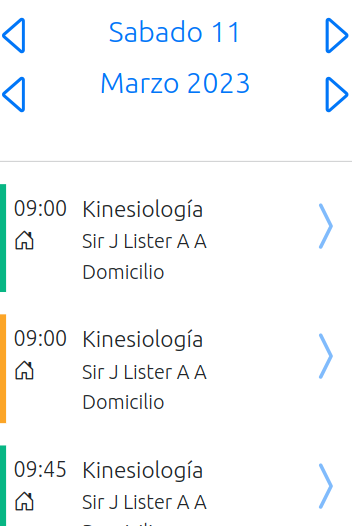 Sabado 11
Marzo 2023
09:00 Kinesiología
Sir J Lister A A
Domicilio
09:00 Kinesiología
Sir J Lister A A
Domicilio
09:45 Kinesiología
Sir J Lister A A